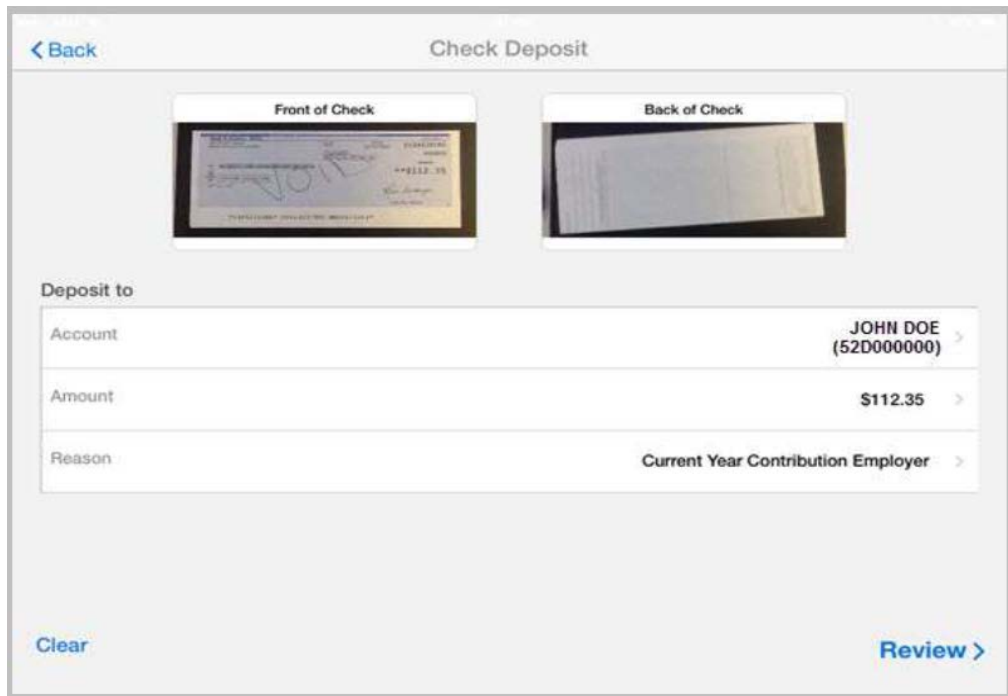 Back
Check Deposit
Front of Check
Back of Check
VOID
**$112.35
Deposit to
Account
JOHN DOE
(52D000000)
Amount
$112.35
Reason
Current Year Contribution Employer
Clear
Review